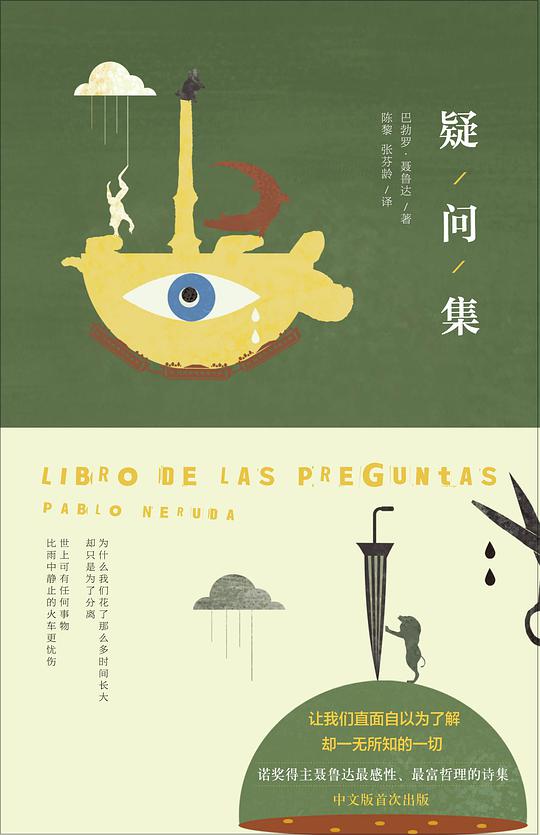 疑/问/集
巴勃罗·聂鲁达/著
陈黎 张芬龄/译
LIBRO DE LAS PREGUNtAS
PABLO NERUDA
为什么我们花了那么多时间长大
却只是为了分离
世上可有任何事物
比雨中静止的火车更忧伤
让我们直面自以为了解
却一无所知的一切
诺奖得主聂鲁达最感性、最富哲理的诗集
中文版首次出版